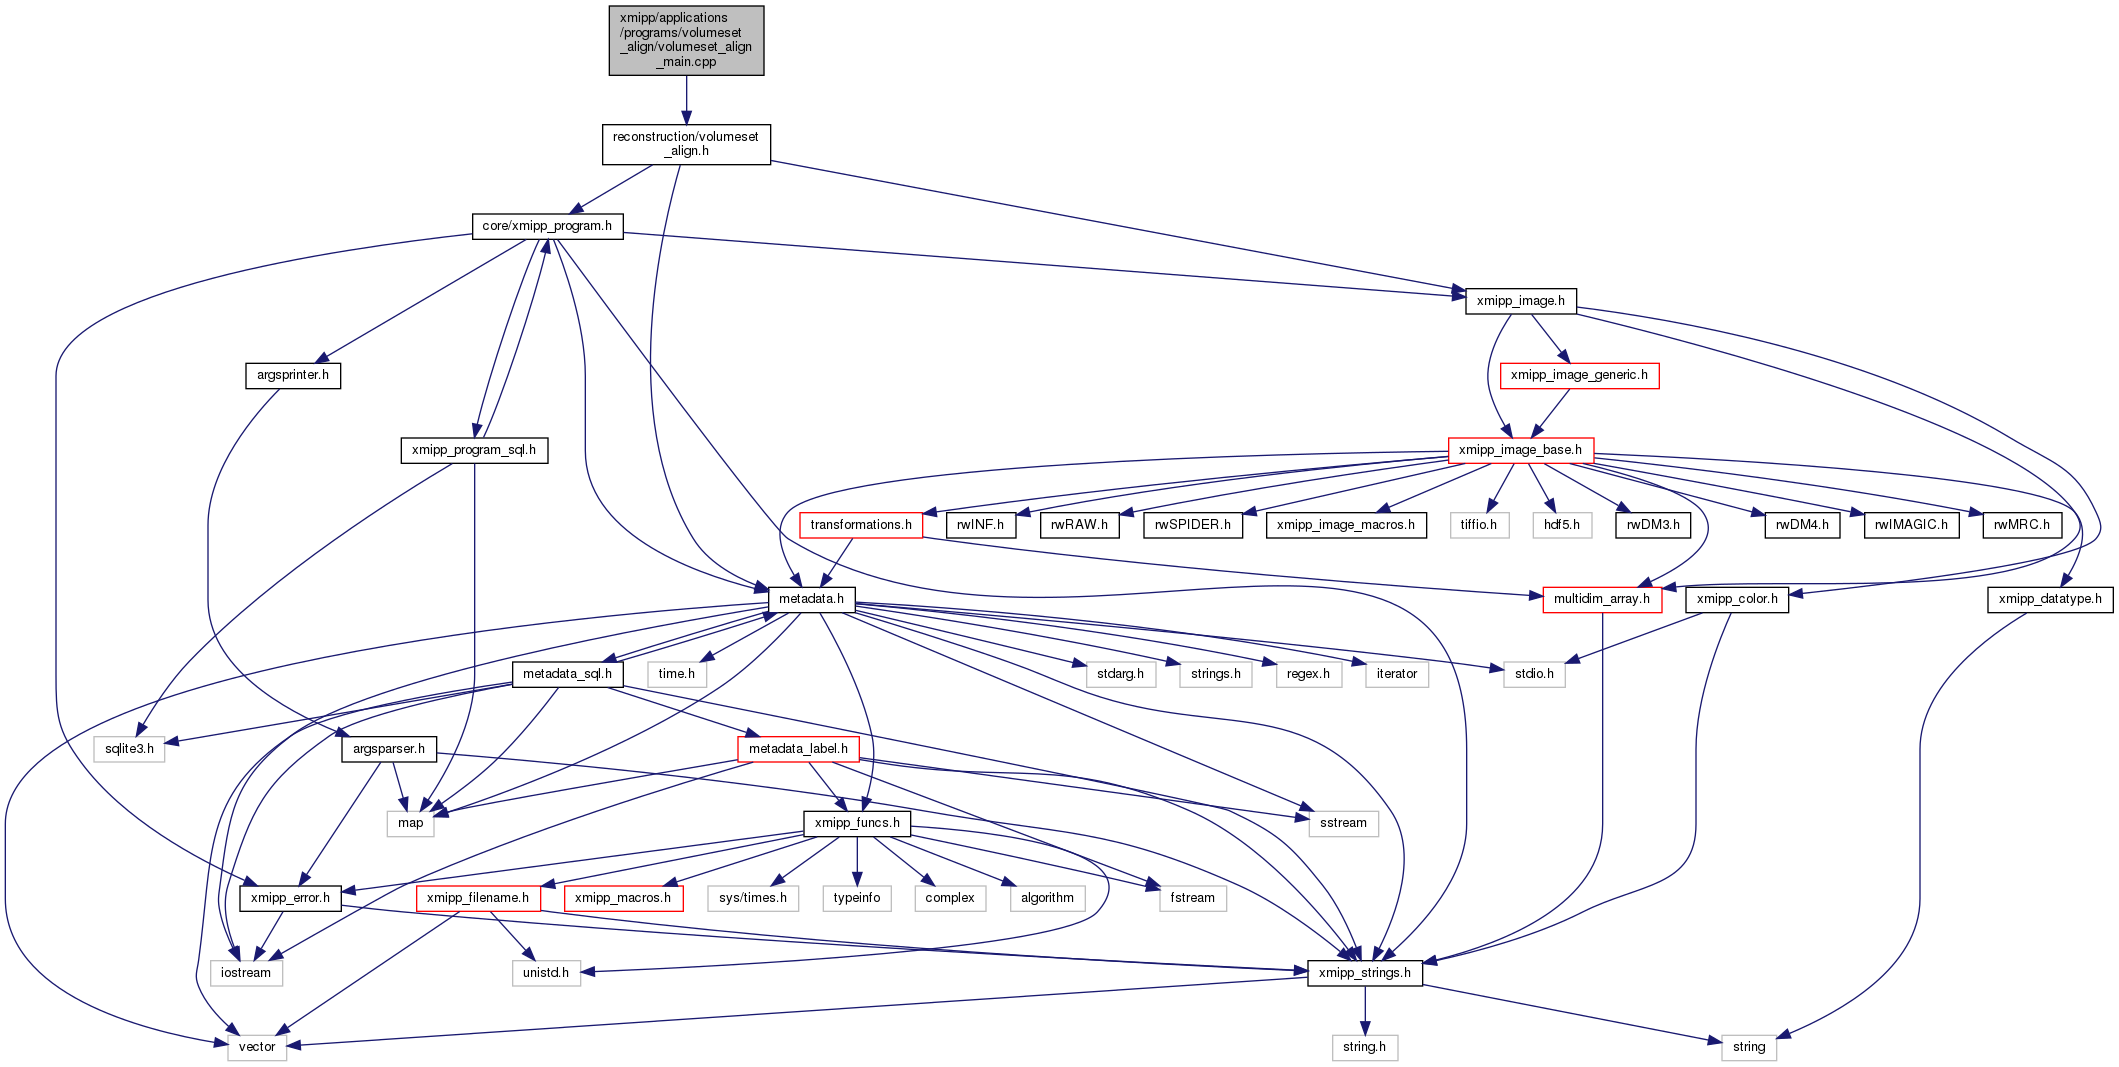 xmipp/applications
/programs/volumeset
_align/volumeset_align
_main.cpp
reconstruction/volumeset
_align.h
core/xmipp_program.h
xmipp_image.h
argsprinter.h
xmipp_image_generic.h
xmipp_program_sql.h
xmipp_image_base.h
transformations.h
rwINF.h
rwRAW.h
rwSPIDER.h
xmipp_image_macros.h
tiffio.h
hdf5.h
rwDM3.h
rwDM4.h
rwIMAGIC.h
rwMRC.h
metadata.h
multidim_array.h
xmipp_color.h
xmipp_datatype.h
metadata_sql.h
time.h
stdarg.h
strings.h
regex.h
iterator
stdio.h
sqlite3.h
argsparser.h
metadata_label.h
map
xmipp_funcs.h
sstream
xmipp_error.h
xmipp_filename.h
xmipp_macros.h
sys/times.h
typeinfo
complex
algorithm
fstream
iostream
unistd.h
xmipp_strings.h
vector
string.h
string